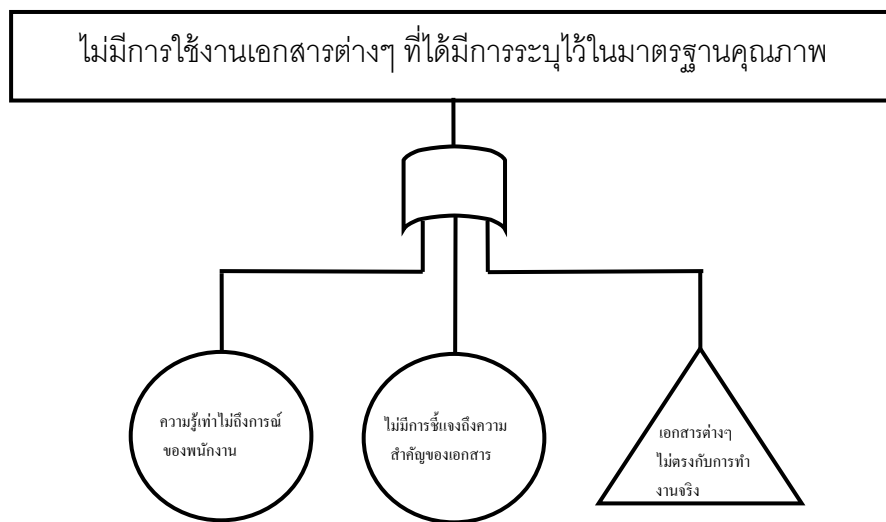 ไม่มีการใช้งานเอกสารต่างๆ ที่ได้มีการระบุไว้ในมาตรฐานคุณภาพ
ความรู้เท่าไม่ถึงการณ์
ของพนักงาน
ไม่มีการชี้แจงถึงความ
สำคัญของเอกสาร
เอกสารต่างๆ
ไม่ตรงกับการทำ
งานจริง